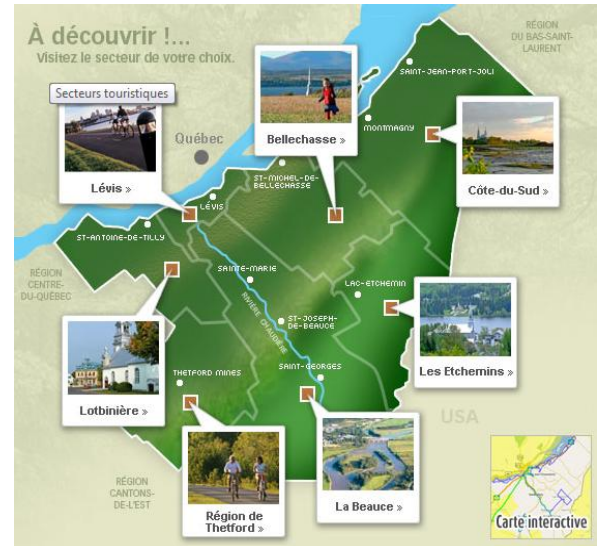 À découvrir !...
Visitez le secteur de votre choix.
RÉGION
DU BAS-SAINT-
LAURENT
Secteurs touristiques
SAINT-JEAN-PORT-JOLI
Québec
Bellechasse »
MONTMAGNY
Lévis »
ST-MICHEL-DE-
BELLECHASSE
Côte-du-Sud »
LÉVIS
ST-ANTOINE-DE-TILLY
RÉGION
CENTRE-
DU-QUÉBEC
SAINTE-MARIE
LAC-ETCHEMIN
RIVIÈRE CHAUDIÈRE
ST-JOSEPH-
DE-BEAUCE
THETFORD MINES
SAINT-GEORGES
Les Etchemins »
Lotbinière »
USA
RÉGION
CANTONS-
DE-L'EST
Région de
Thetford »
La Beauce »
Carte interactive